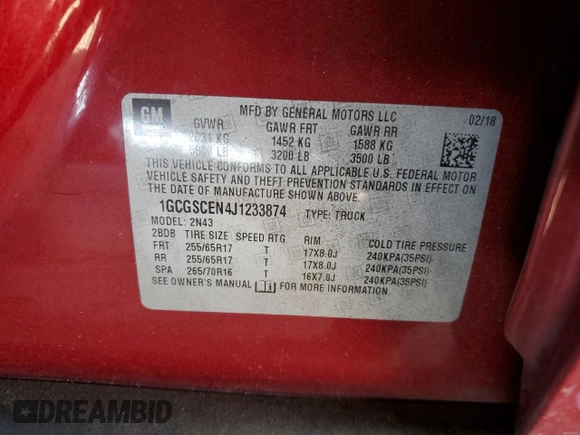 GM
MFD BY GENERAL MOTORS LLC
02/18
GVWR GAWR FRT GAWR RR
KG 1452 KG 1588 KG
LB 3200 LB 3500 LB
THIS VEHICLE CONFORMS TO ALL APPLICABLE U.S. FEDERAL MOTOR
VEHICLE SAFETY AND THEFT PREVENTION STANDARDS IN EFFECT ON
THE DATE OF MANUFACTURE SHOWN ABOVE.
1GCGSCEN4J1233874 TYPE: TRUCK
MODEL: 2N43
2BDB TIRE SIZE SPEED RTG RIM COLD TIRE PRESSURE
FRT 255/65R17 T 17X8.0J 240KPA(35PSI)
RR 255/65R17 T 17X8.0J 240KPA(35PSI)
SPA 265/70R16 T 16X7.0J 240KPA(35PSI)
SEE OWNER'S MANUAL FOR MORE INFORMATION.
DREAMBID